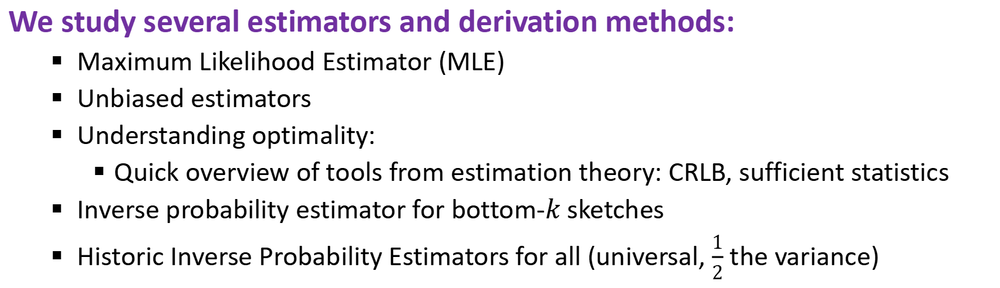 We study several estimators and derivation methods:
▪ Maximum Likelihood Estimator (MLE)
▪ Unbiased estimators
▪ Understanding optimality:
▪ Quick overview of tools from estimation theory: CRLB, sufficient statistics
▪ Inverse probability estimator for bottom-k sketches
▪ Historic Inverse Probability Estimators for all (universal, 1/2 the variance)